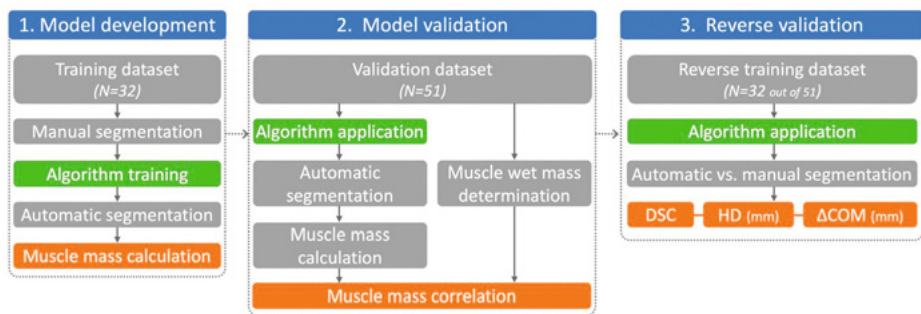 1. Model development
Training dataset
(N=32)
Manual segmentation
Algorithm training
Automatic segmentation
Muscle mass calculation
2. Model validation
Validation dataset
(N=51)
Algorithm application
Automatic
segmentation
Muscle mass
calculation
Muscle wet mass
determination
Muscle mass correlation
3. Reverse validation
Reverse training dataset
(N=32 out of 51)
Algorithm application
Automatic vs. manual segmentation
DSC
HD (mm)
ΔCOM (mm)